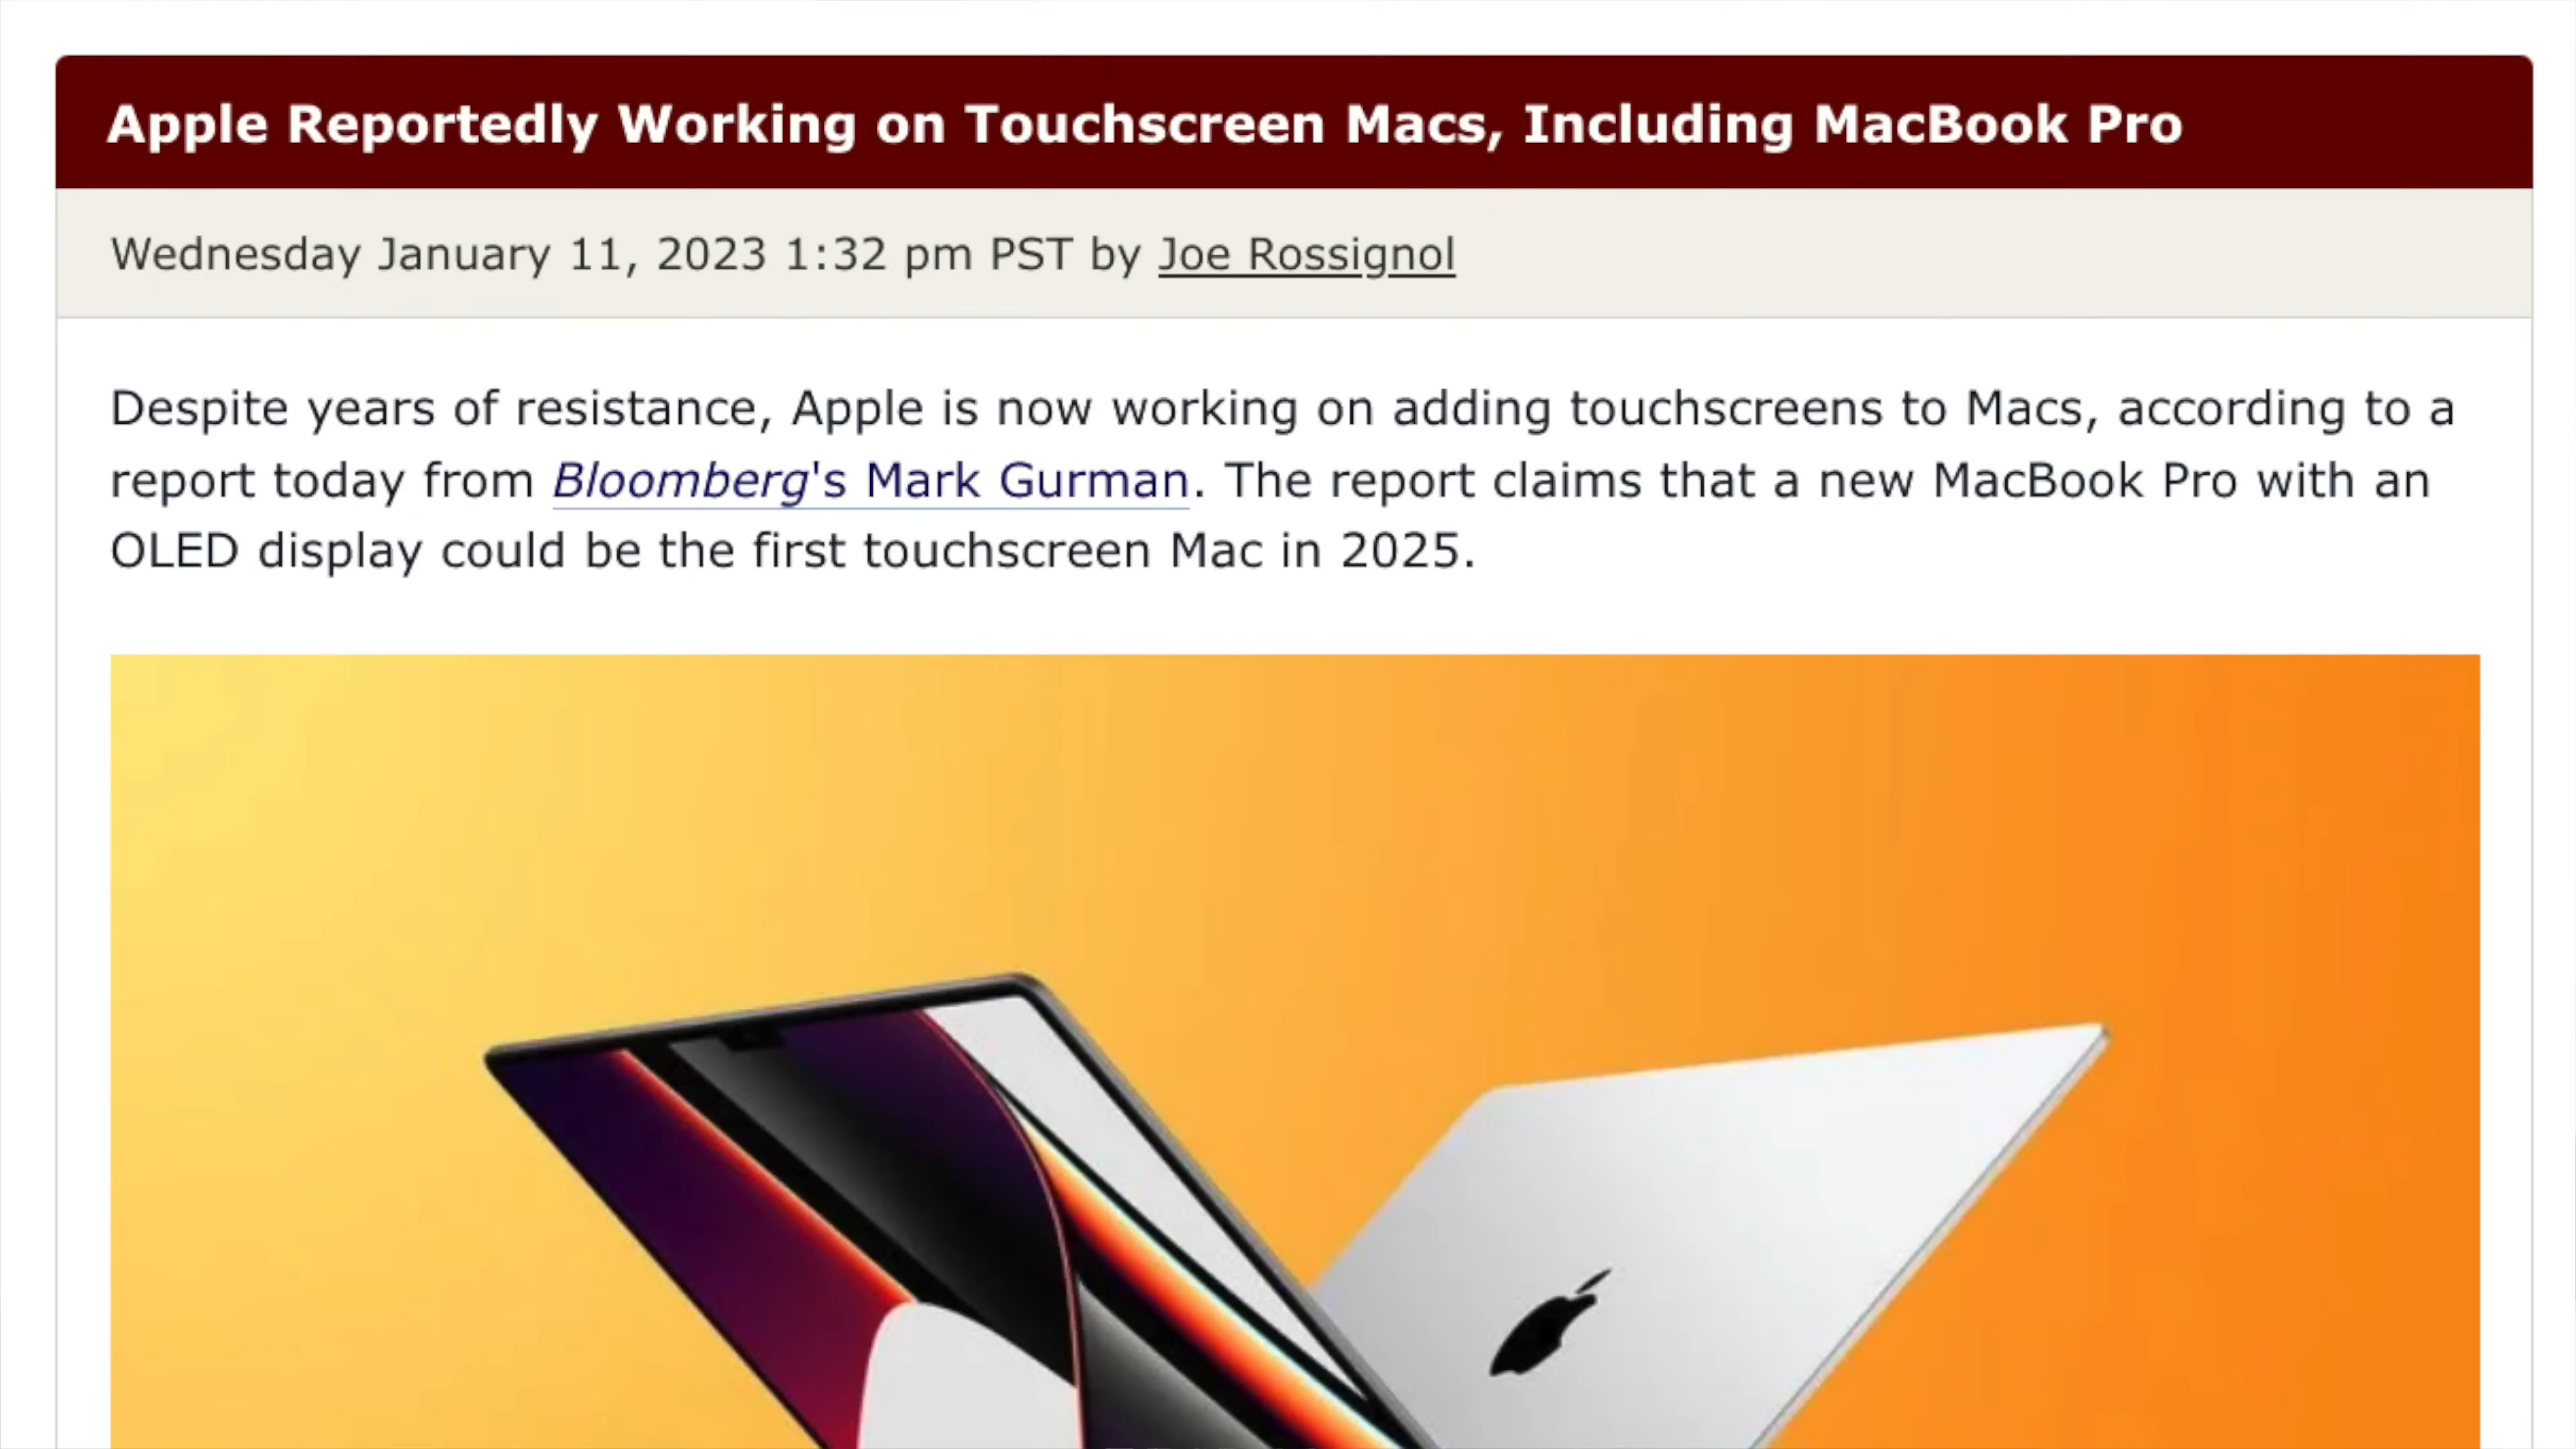 Apple Reportedly Working on Touchscreen Macs, Including MacBook Pro
Wednesday January 11, 2023 1:32 pm PST by Joe Rossignol
Despite years of resistance, Apple is now working on adding touchscreens to Macs, according to a
report today from Bloomberg's Mark Gurman. The report claims that a new MacBook Pro with an
OLED display could be the first touchscreen Mac in 2025.